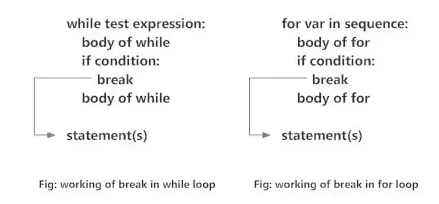 while test expression:
body of while
if condition:
break
body of while
statement(s)
Fig: working of break in while loop
for var in sequence:
body of for
if condition:
break
body of for
statement(s)
Fig: working of break in for loop